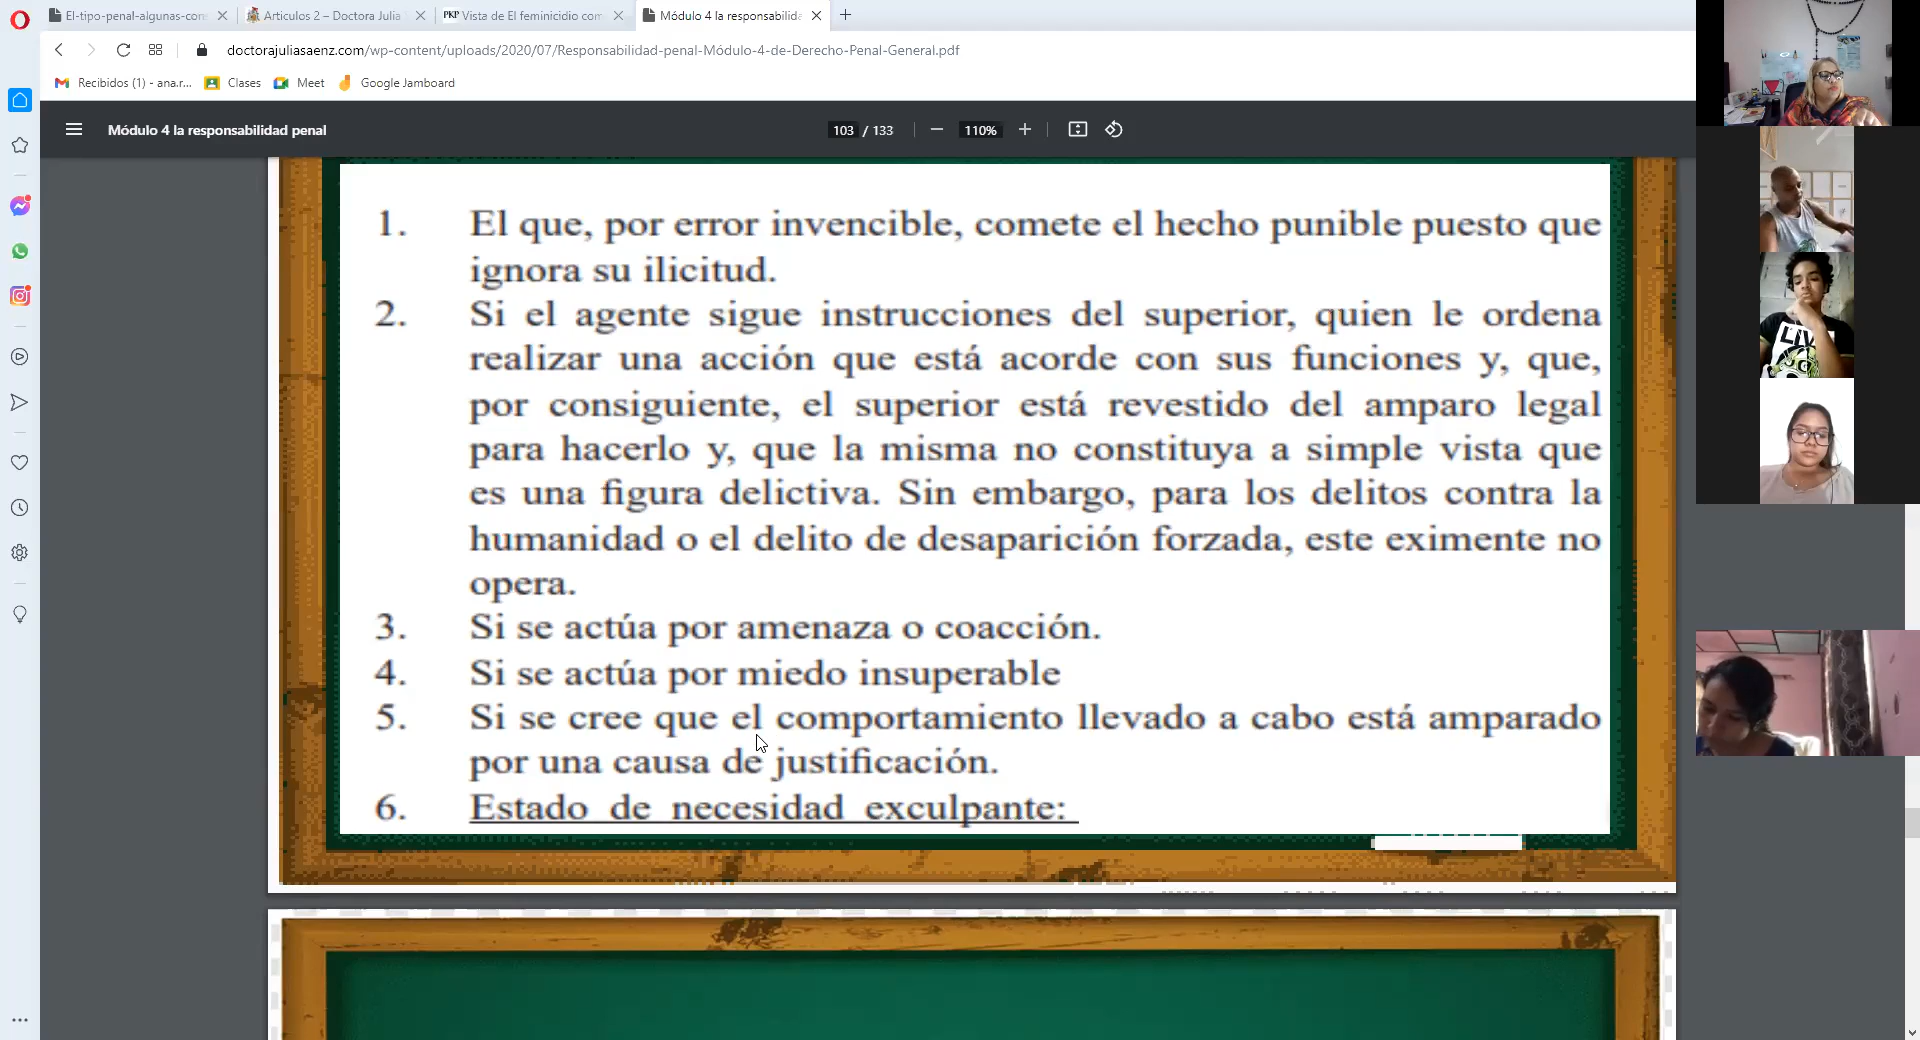 El-tipo-penal-algunas-con
Articulos 2 – Doctora Julia
PKP Vista de El feminicidio com
Módulo 4 la responsabilida
doctorajuliasaenz.com/wp-content/uploads/2020/07/Responsabilidad-penal-Módulo-4-de-Derecho-Penal-General.pdf
Recibidos (1) - ana.r...
Clases
Meet
Google Jamboard
Módulo 4 la responsabilidad penal
103 / 133
110%
1. El que, por error invencible, comete el hecho punible puesto que
ignora su ilicitud.
2. Si el agente sigue instrucciones del superior, quien le ordena
realizar una acción que está acorde con sus funciones y, que,
por consiguiente, el superior está revestido del amparo legal
para hacerlo y, que la misma no constituya a simple vista que
es una figura delictiva. Sin embargo, para los delitos contra la
humanidad o el delito de desaparición forzada, este eximente no
opera.
3. Si se actúa por amenaza o coacción.
4. Si se actúa por miedo insuperable
5. Si se cree que el comportamiento llevado a cabo está amparado
por una causa de justificación.
6. Estado de necesidad exculpante: